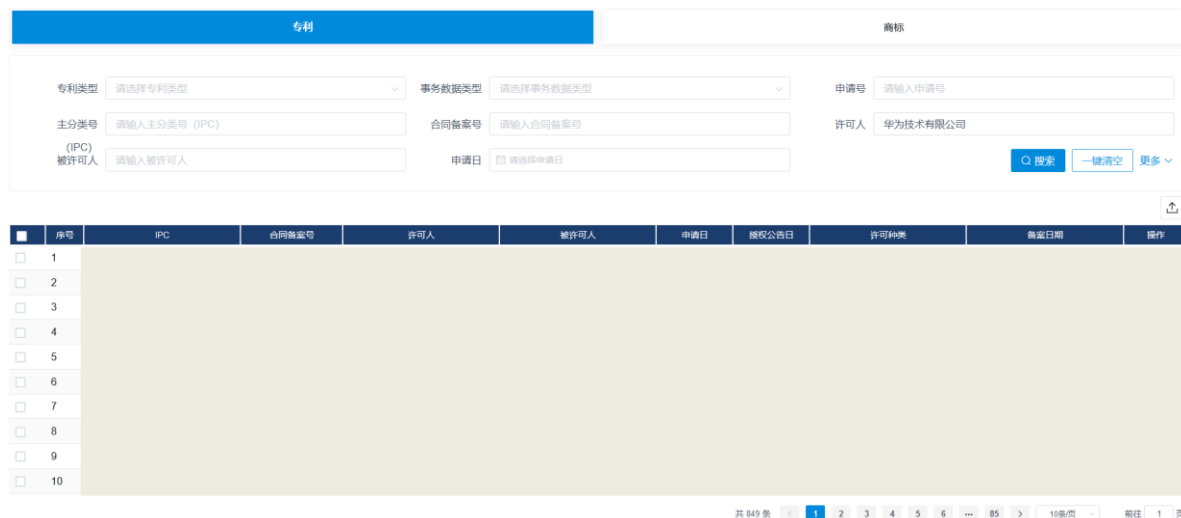 专利 商标
专利类型 请选择专利类型 事务数据类型 请选择事务数据类型 申请号 请输入申请号
主分类号 请输入主分类号 (IPC) 合同备案号 请输入合同备案号 许可人 华为技术有限公司
(IPC)
被许可人 请输入被许可人 申请日 请选择申请日 搜索 一键清空 更多
序号 IPC 合同备案号 许可人 被许可人 申请日 授权公告日 许可种类 备案日期 操作
1
2
3
4
5
6
7
8
9
10
共 849 条 < 1 2 3 4 5 6 ••• 85 > 10条/页 前往 1 页